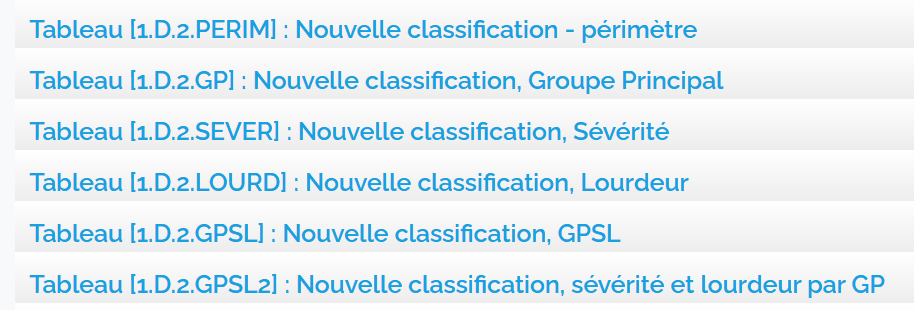 Tableau [1.D.2.PERIM] : Nouvelle classification - périmètre
Tableau [1.D.2.GP] : Nouvelle classification, Groupe Principal
Tableau [1.D.2.SEVER] : Nouvelle classification, Sévérité
Tableau [1.D.2.LOURD] : Nouvelle classification, Lourdeur
Tableau [1.D.2.GPSL] : Nouvelle classification, GPSL
Tableau [1.D.2.GPSL2] : Nouvelle classification, sévérité et lourdeur par GP